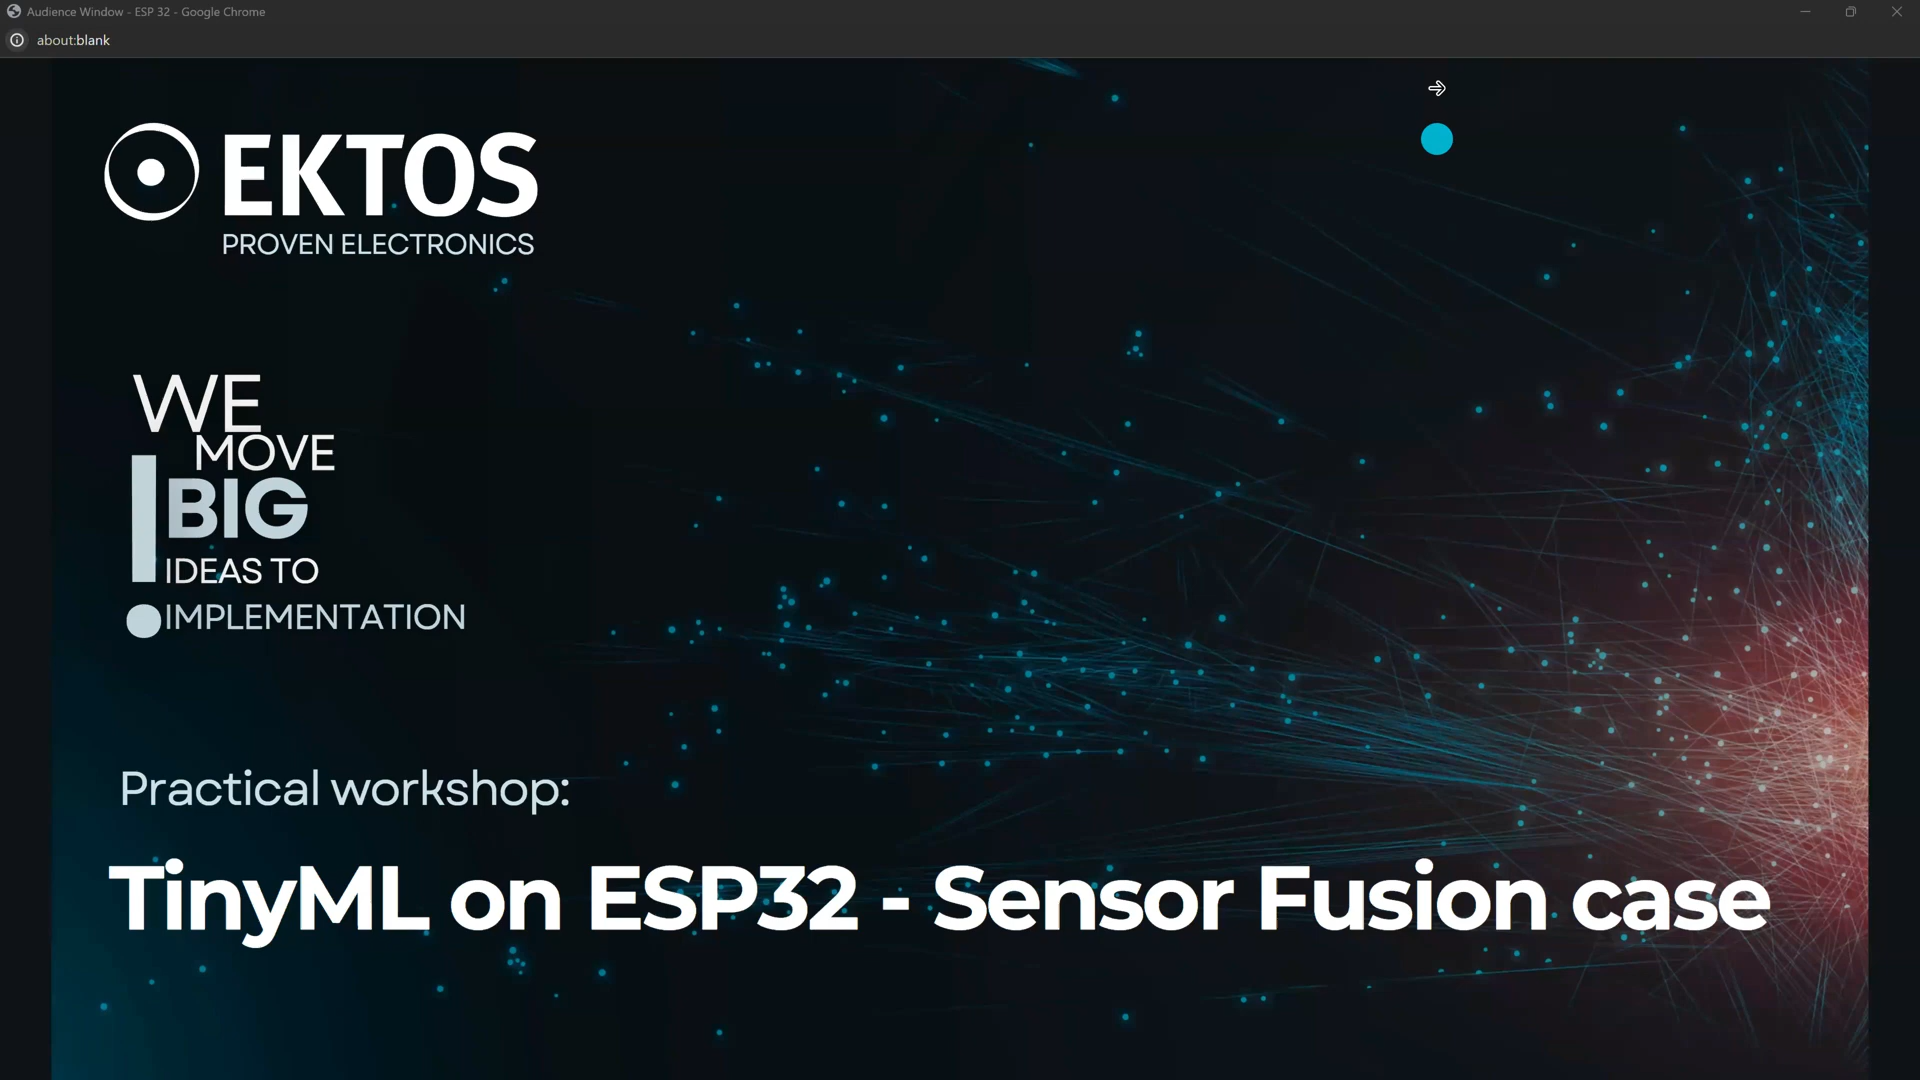 Audience Window - ESP 32 - Google Chrome
about:blank
EKTOS
PROVEN ELECTRONICS
WE
MOVE
BIG
IDEAS TO
IMPLEMENTATION
Practical workshop:
TinyML on ESP32 - Sensor Fusion case